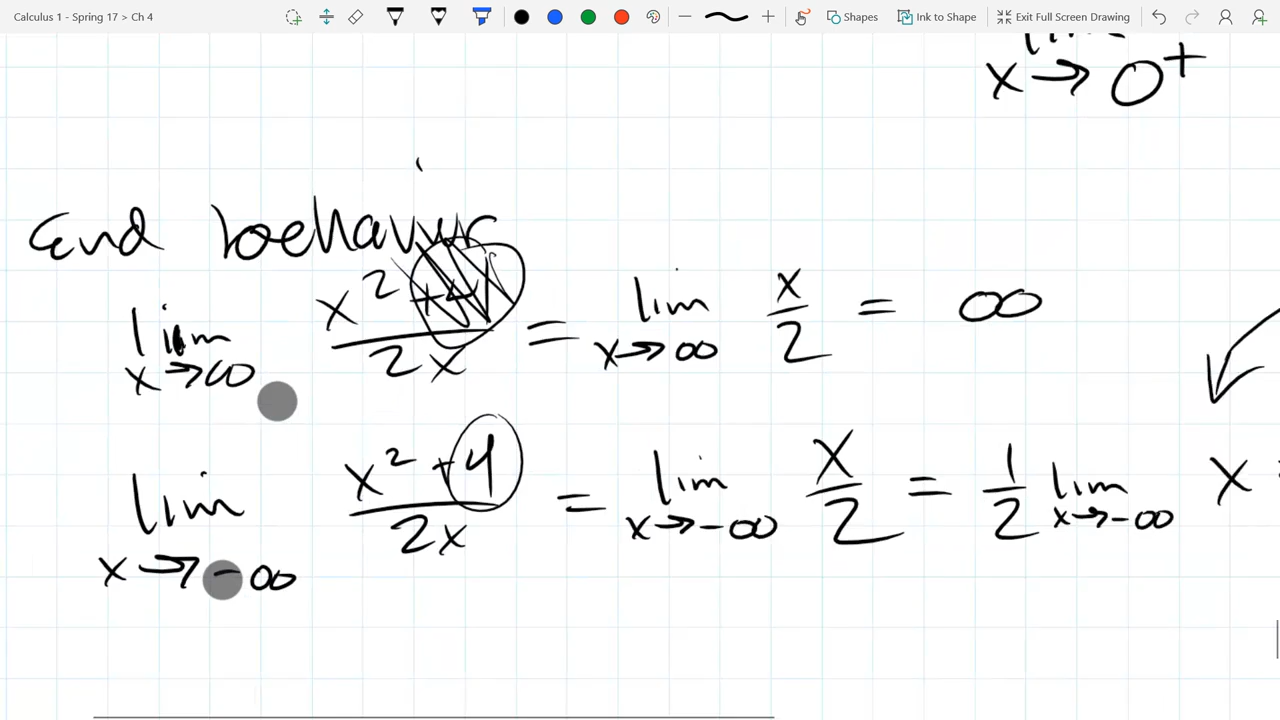 Calculus 1 - Spring 17 > Ch 4
Shapes
Ink to Shape
Exit Full Screen Drawing
x → 0⁺
End behavior
lim x→∞ (x² + 4)/(2x) = lim x→∞ x/2 = ∞
lim x→-∞ (x² + 4)/(2x) = lim x→-∞ x/2 = 1/2 lim x→-∞ x